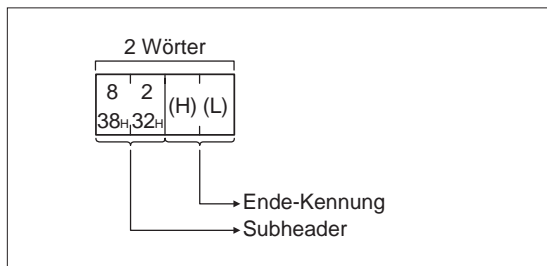 2 Wörter
8 2
(H) (L)
38H 32H
Ende-Kennung
Subheader